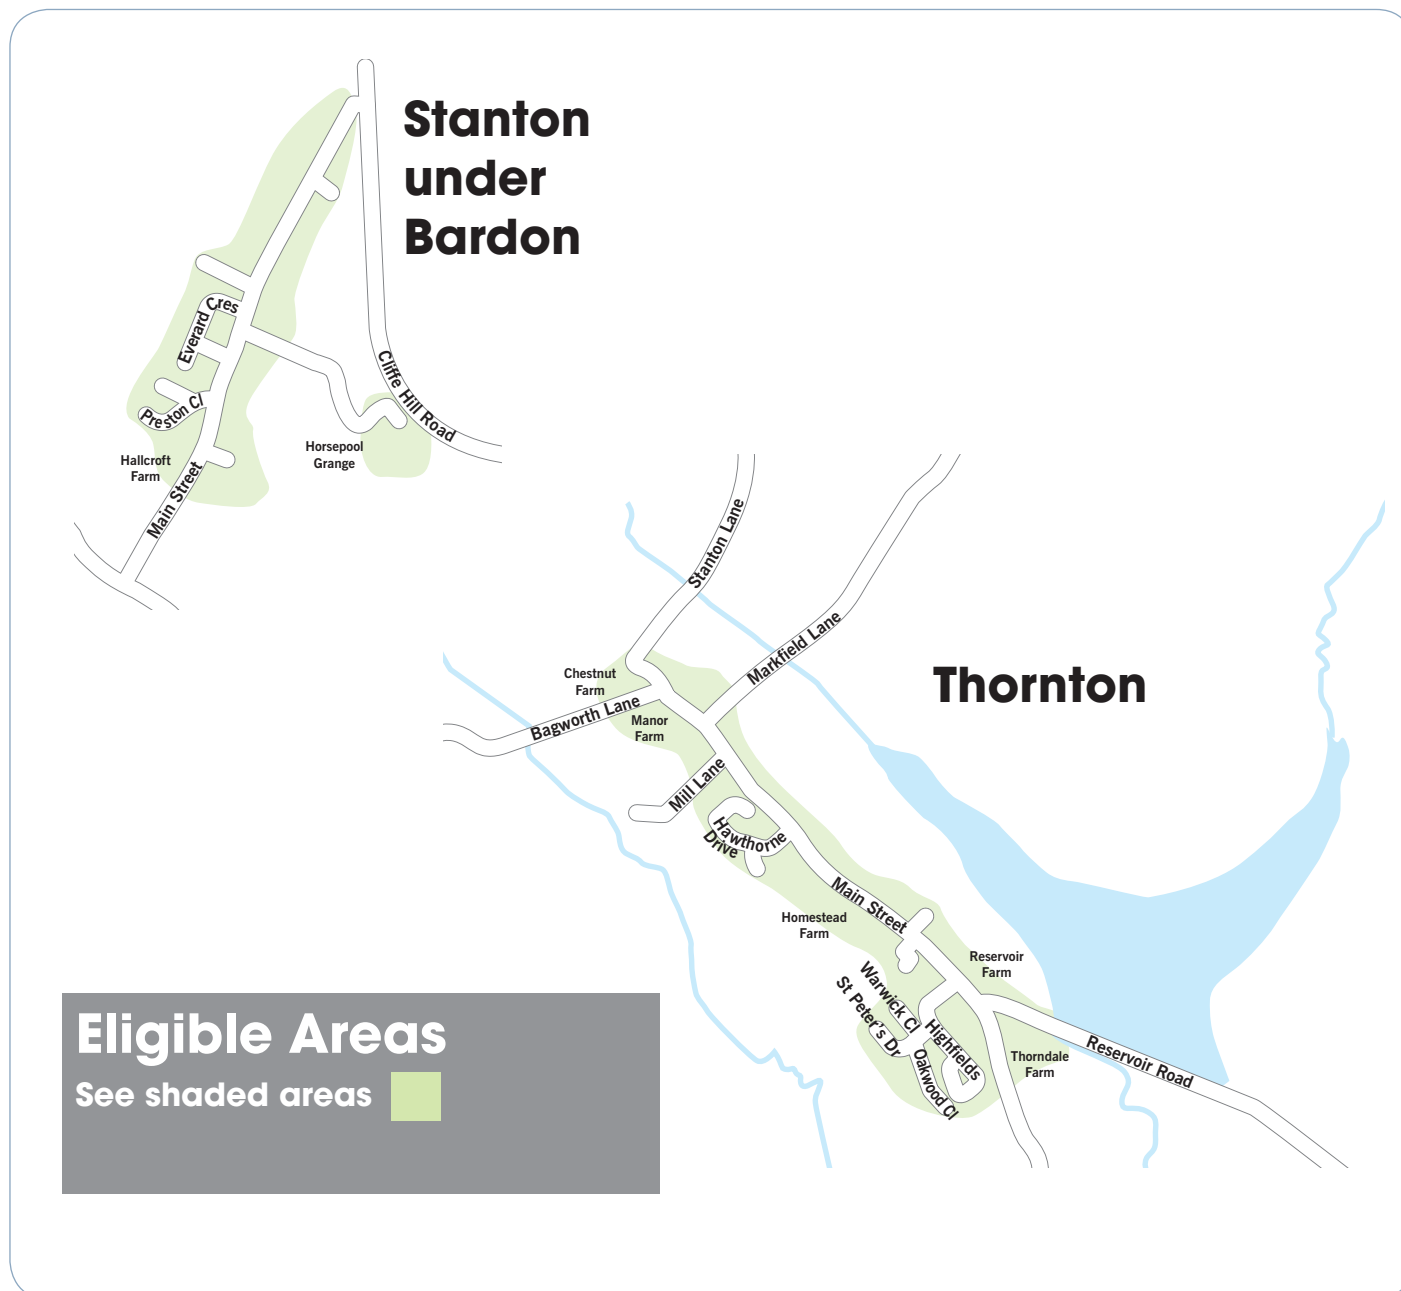 Stanton
under
Bardon
Everard Cres
Preston Cl
Cliffe Hill Road
Horsepool
Grange
Hallcroft
Farm
Main Street
Stanton Lane
Markfield Lane
Thornton
Chestnut
Farm
Bagworth Lane
Manor
Farm
Mill Lane
Hawthorne
Drive
Main Street
Homestead
Farm
Reservoir
Farm
Warwick Cl
St Peter's Dr
Highfields
Oakwood Cl
Thorndale
Farm
Reservoir Road
Eligible Areas
See shaded areas